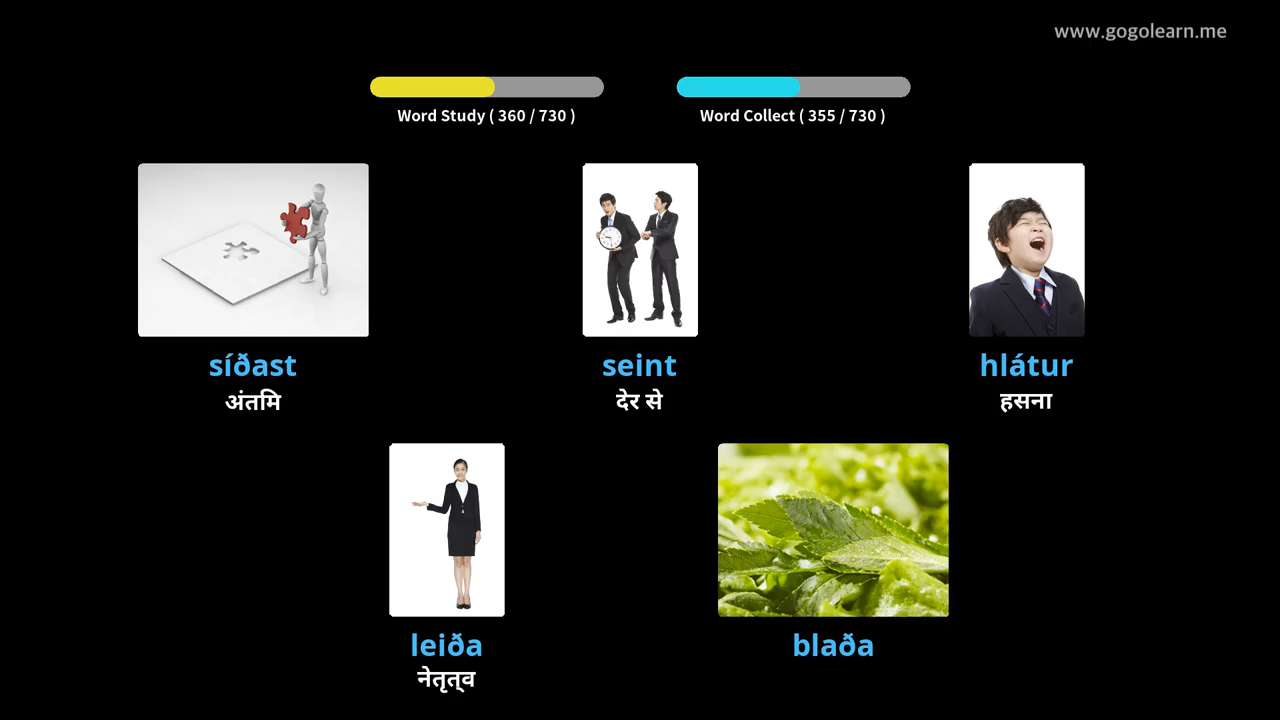 www.gogolearn.me
Word Study ( 360 / 730 )
Word Collect ( 355 / 730 )
síðast
seint
hlátur
अंतमि
देर से
हसना
leiða
blaða
नेतृत्व